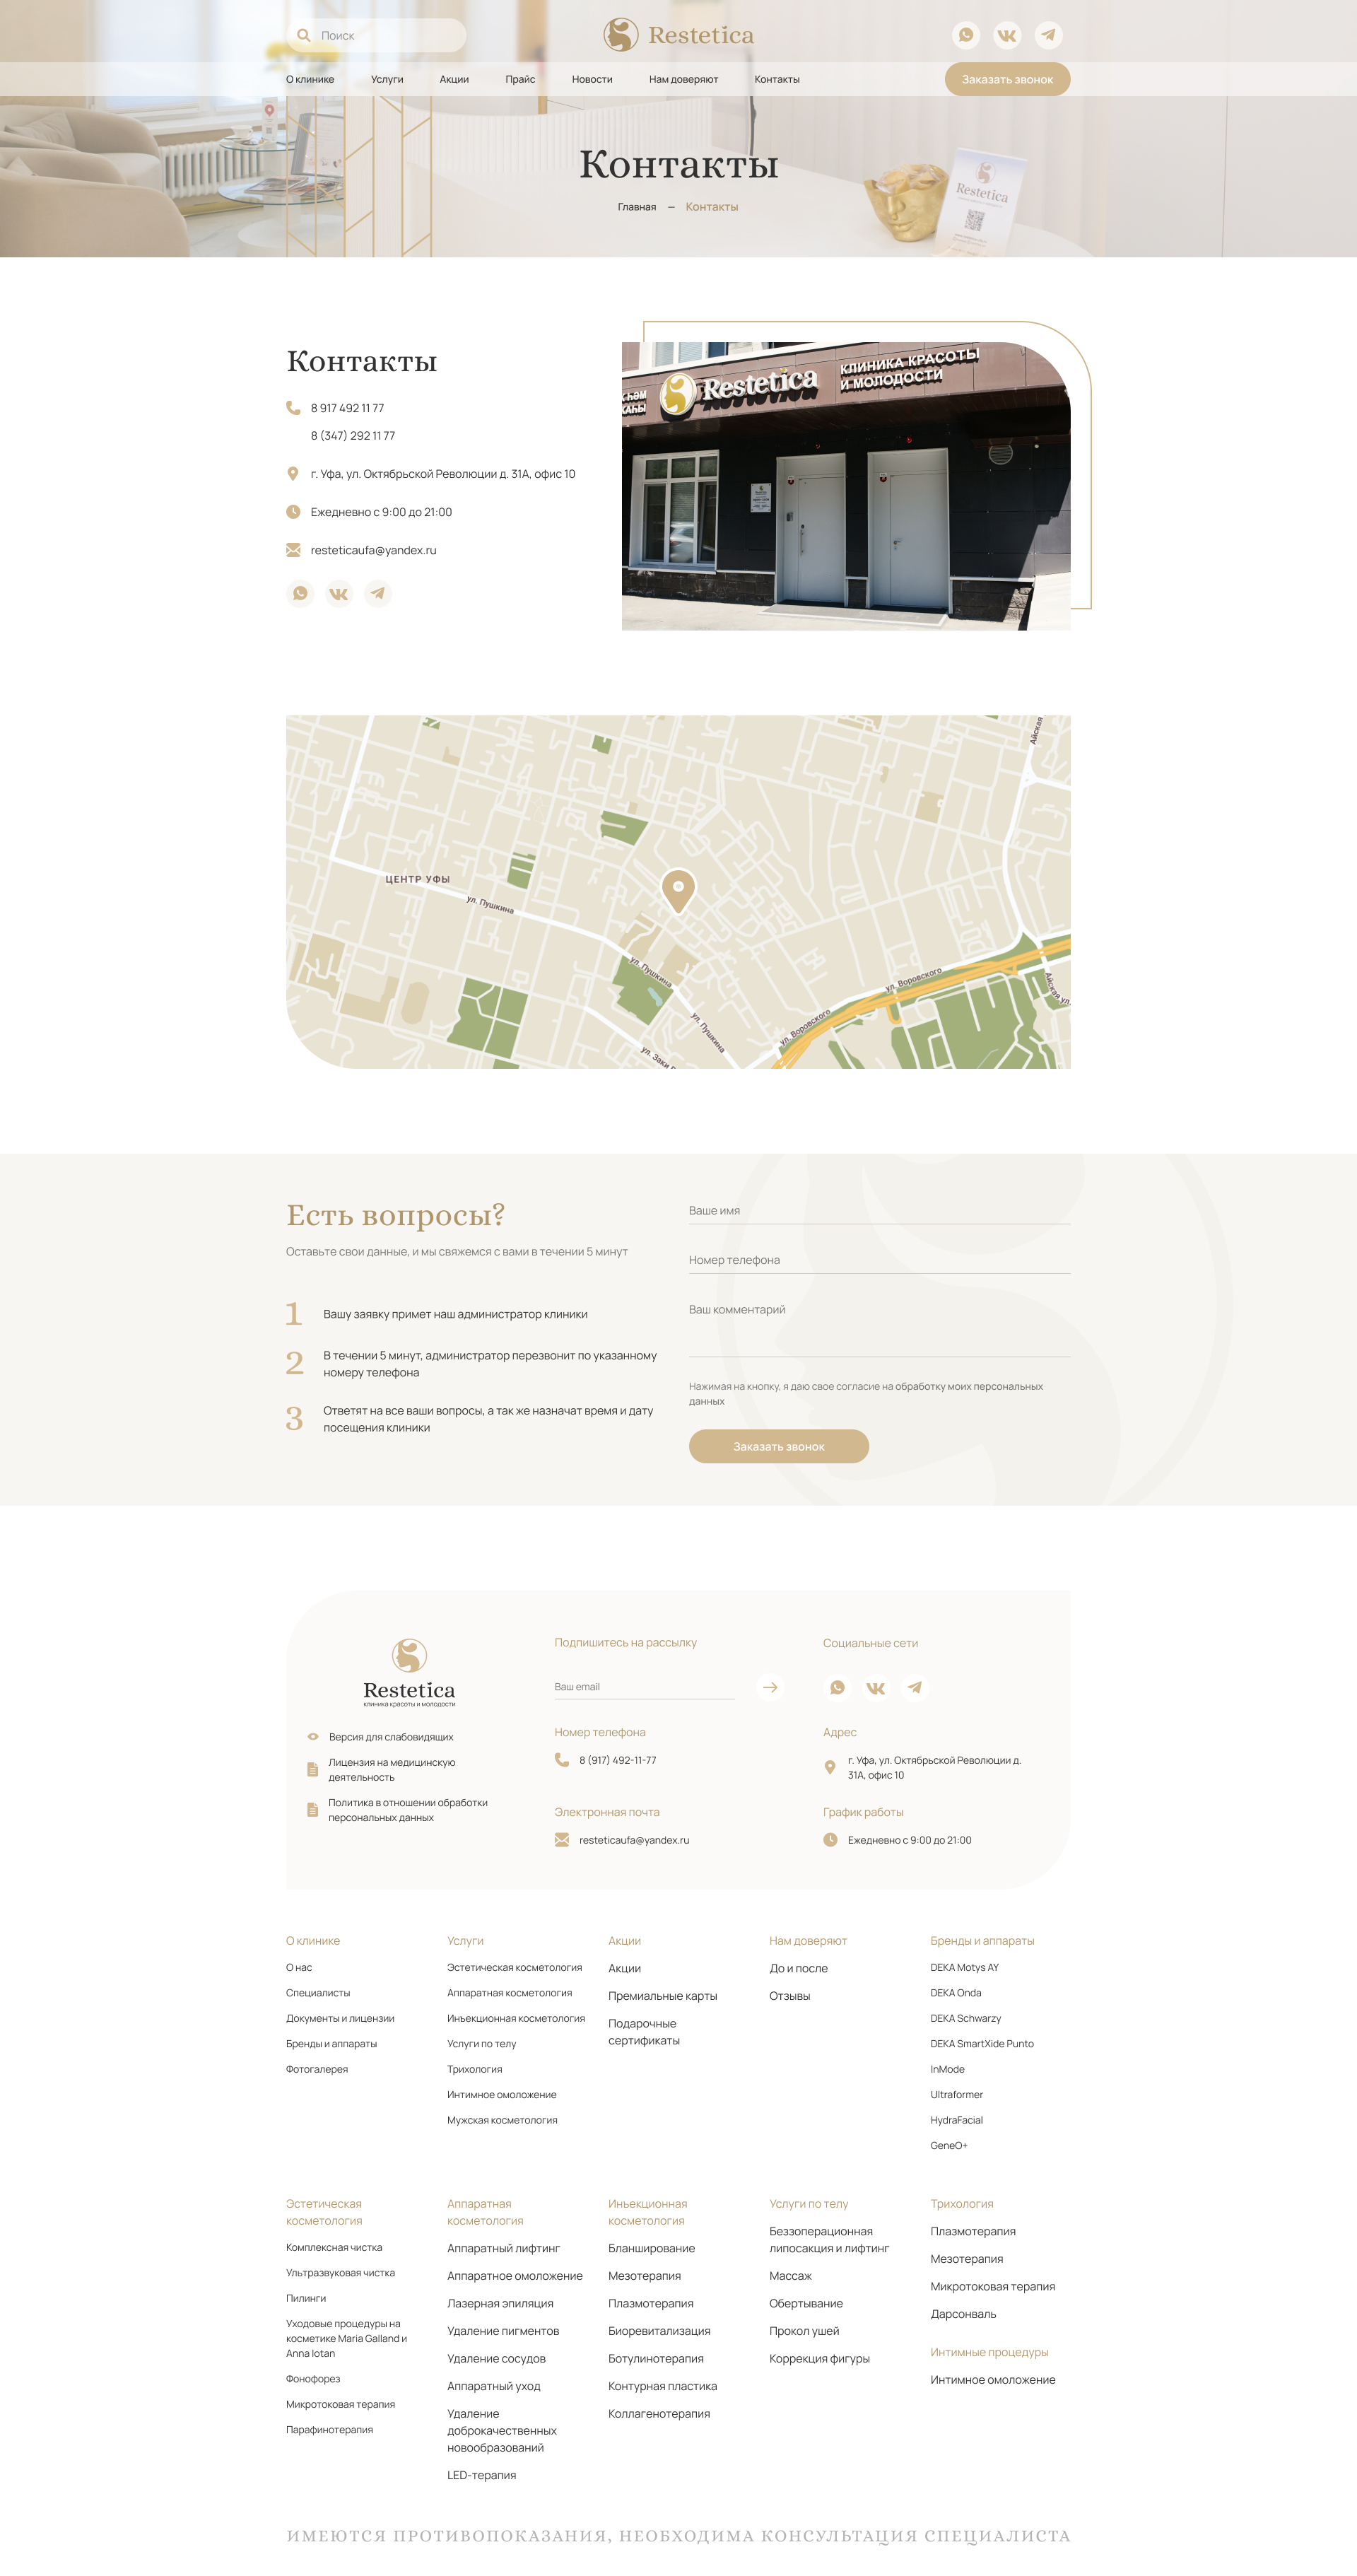 Поиск
Restetica
О клинике
Услуги
Акции
Прайс
Новости
Нам доверяют
Контакты
Заказать звонок
Контакты
Главная — Контакты
Restetica
Контакты
8 917 492 11 77
8 (347) 292 11 77
г. Уфа, ул. Октябрьской Революции д. 31А, офис 10
Ежедневно с 9:00 до 21:00
resteticaufa@yandex.ru
Restetica
КЛИНИКА КРАСОТЫ
И МОЛОДОСТИ
Айская
ЦЕНТР УФЫ
ул. Пушкина
ул. Пушкина
ул. Воровского
Айская ул.
ул. Пушкина
ул. Воровского
ул. Заки
Есть вопросы?
Оставьте свои данные, и мы свяжемся с вами в течении 5 минут
1
Вашу заявку примет наш администратор клиники
2
В течении 5 минут, администратор перезвонит по указанному
номеру телефона
3
Ответят на все ваши вопросы, а так же назначат время и дату
посещения клиники
Ваше имя
Номер телефона
Ваш комментарий
Нажимая на кнопку, я даю свое согласие на обработку моих персональных
данных
Заказать звонок
Restetica
клиника красоты и молодости
Версия для слабовидящих
Лицензия на медицинскую
деятельность
Политика в отношении обработки
персональных данных
Подпишитесь на рассылку
Ваш email
Номер телефона
8 (917) 492-11-77
Электронная почта
resteticaufa@yandex.ru
Социальные сети
Адрес
г. Уфа, ул. Октябрьской Революции д.
31А, офис 10
График работы
Ежедневно с 9:00 до 21:00
О клинике
О нас
Специалисты
Документы и лицензии
Бренды и аппараты
Фотогалерея
Услуги
Эстетическая косметология
Аппаратная косметология
Инъекционная косметология
Услуги по телу
Трихология
Интимное омоложение
Мужская косметология
Акции
Акции
Премиальные карты
Подарочные
сертификаты
Нам доверяют
До и после
Отзывы
Бренды и аппараты
DEKA Motys AY
DEKA Onda
DEKA Schwarzy
DEKA SmartXide Punto
InMode
Ultraformer
HydraFacial
GeneO+
Эстетическая
косметология
Комплексная чистка
Ультразвуковая чистка
Пилинги
Уходовые процедуры на
косметике Maria Galland и
Anna lotan
Фонофорез
Микротоковая терапия
Парафинотерапия
Аппаратная
косметология
Аппаратный лифтинг
Аппаратное омоложение
Лазерная эпиляция
Удаление пигментов
Удаление сосудов
Аппаратный уход
Удаление
доброкачественных
новообразований
LED-терапия
Инъекционная
косметология
Бланширование
Мезотерапия
Плазмотерапия
Биоревитализация
Ботулинотерапия
Контурная пластика
Коллагенотерапия
Услуги по телу
Беззоперационная
липосакция и лифтинг
Массаж
Обертывание
Прокол ушей
Коррекция фигуры
Трихология
Плазмотерапия
Мезотерапия
Микротоковая терапия
Дарсонваль
Интимные процедуры
Интимное омоложение
ИМЕЮТСЯ ПРОТИВОПОКАЗАНИЯ, НЕОБХОДИМА КОНСУЛЬТАЦИЯ СПЕЦИАЛИСТА